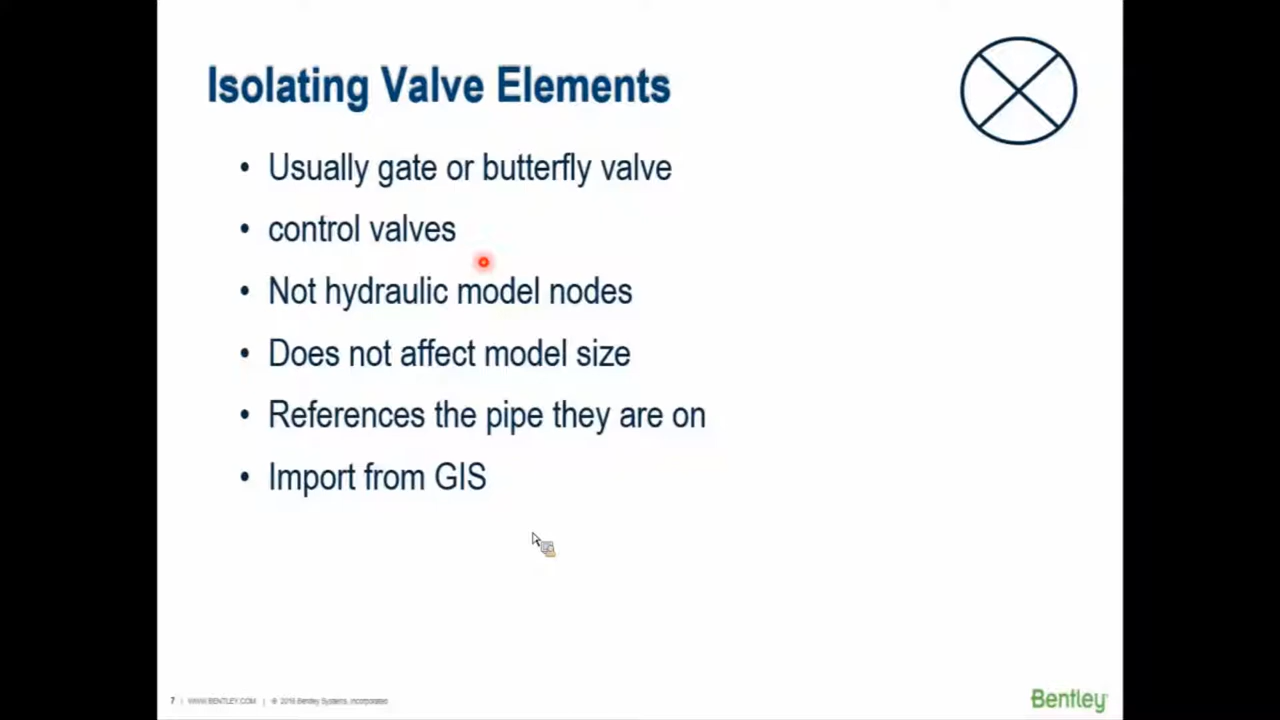 Isolating Valve Elements
• Usually gate or butterfly valve
• control valves
• Not hydraulic model nodes
• Does not affect model size
• References the pipe they are on
• Import from GIS
7 | WWW.BENTLEY.COM | © 2016 Bentley Systems, Incorporated
Bentley